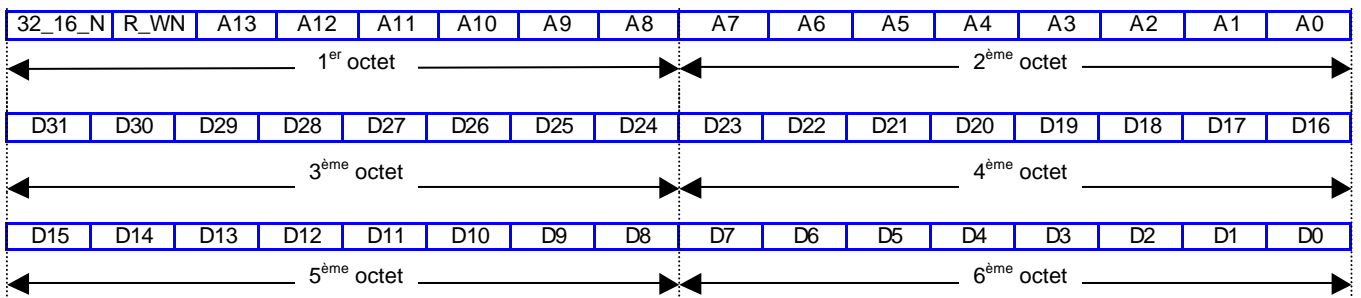 32_16_N R_WN A13 A12 A11 A10 A9 A8 A7 A6 A5 A4 A3 A2 A1 A0
1er octet 2ème octet
D31 D30 D29 D28 D27 D26 D25 D24 D23 D22 D21 D20 D19 D18 D17 D16
3ème octet 4ème octet
D15 D14 D13 D12 D11 D10 D9 D8 D7 D6 D5 D4 D3 D2 D1 D0
5ème octet 6ème octet